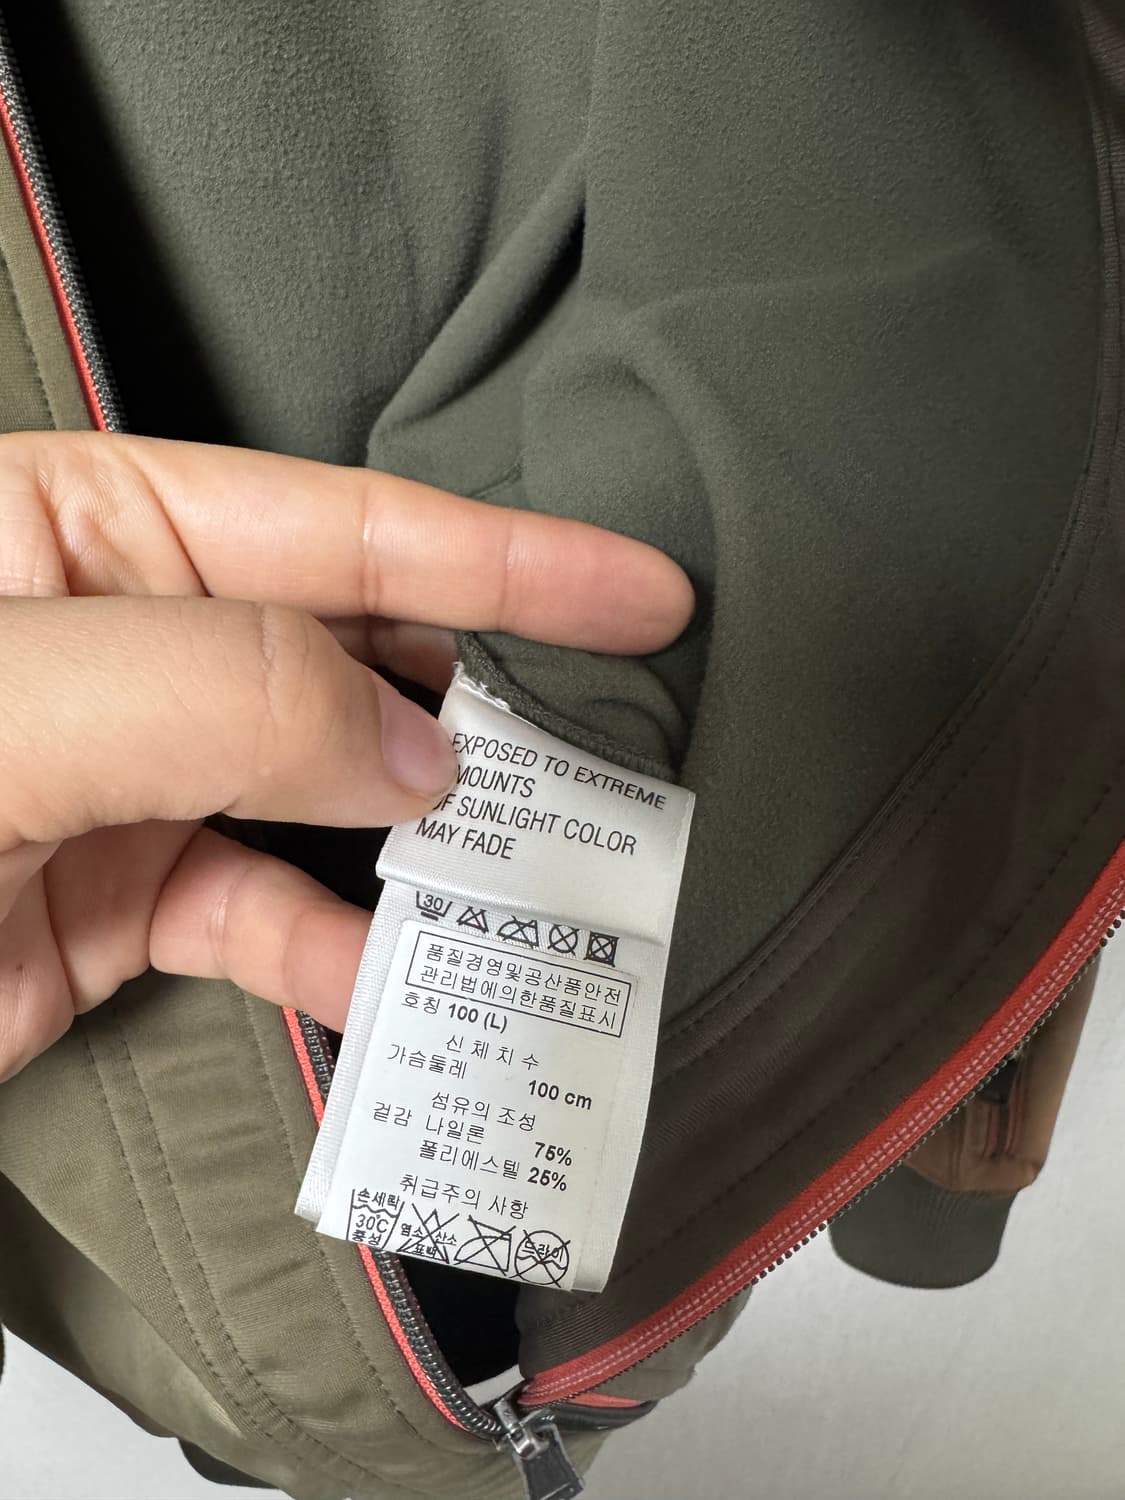 EXPOSED TO EXTREME
MOUNTS
OF SUNLIGHT COLOR
MAY FADE
30
품질경영및공산품안전
관리법에의한품질표시
호칭 100 (L)
신 체 치 수
가슴둘레
100 cm
섬유의 조성
겉감 나일론 75%
폴리에스텔 25%
취급주의 사항
손세탁
30℃
중성
염소 산소
표백
드라이